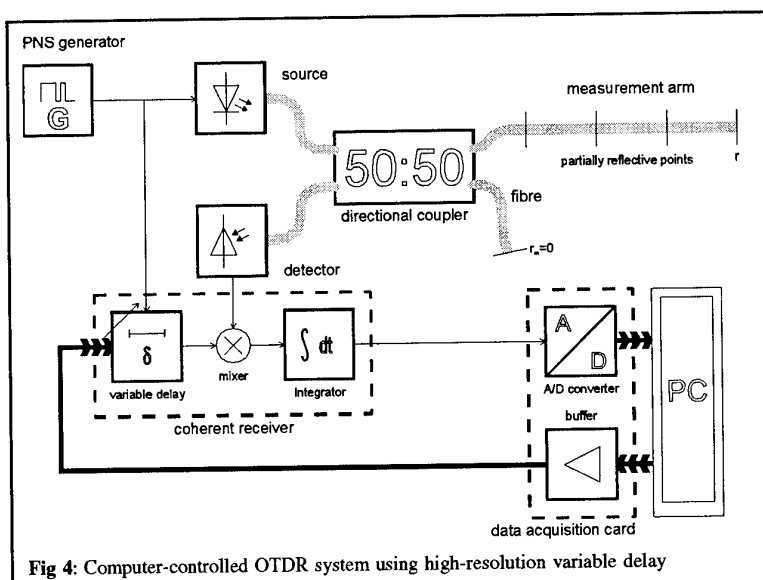 PNS generator
G
source
measurement arm
50:50
partially reflective points
r
directional coupler
fibre
rₘ=0
detector
δ
∫ dt
A
D
PC
mixer
variable delay
Integrator
A/D converter
coherent receiver
buffer
data acquisition card
Fig 4: Computer-controlled OTDR system using high-resolution variable delay